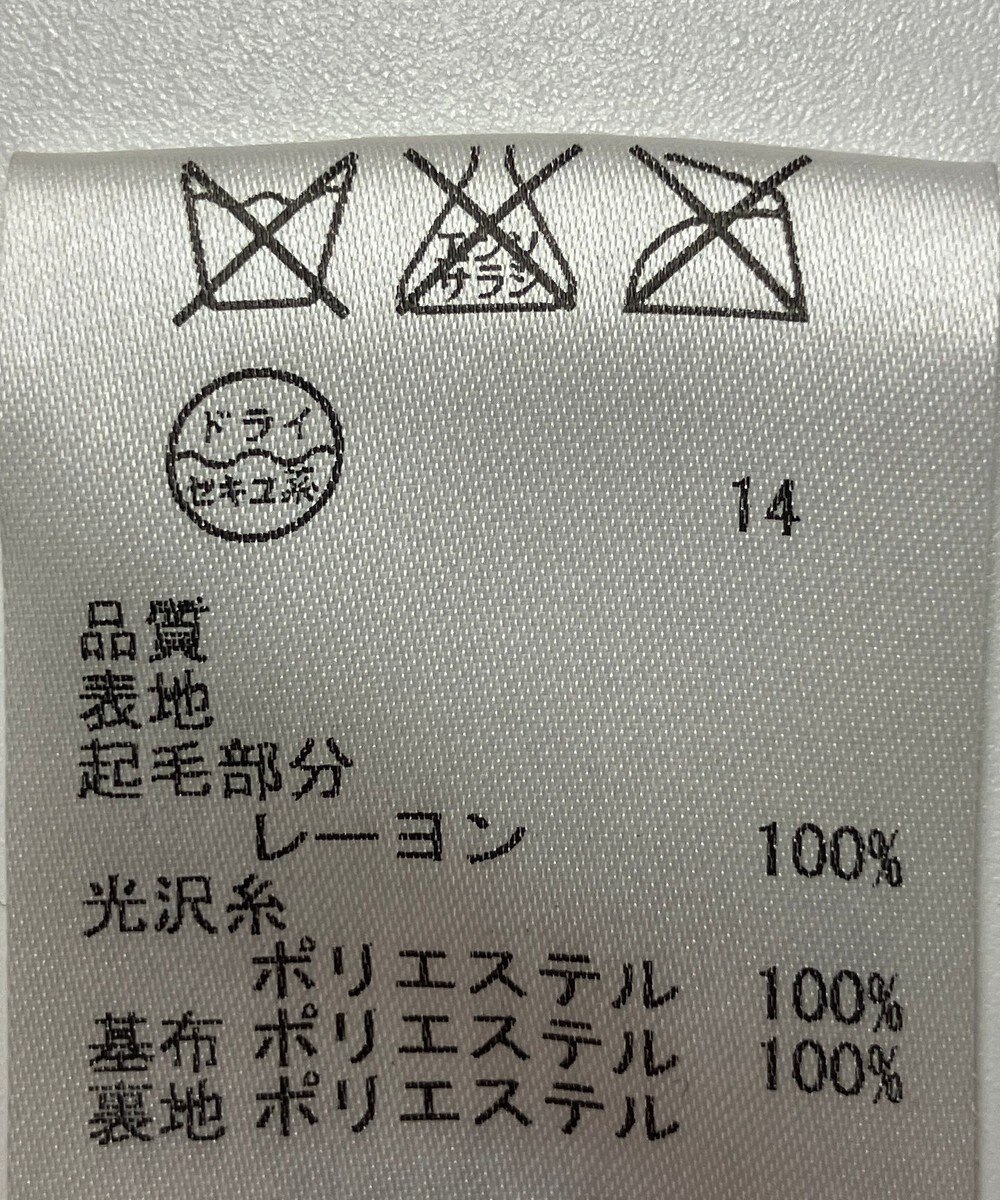 エンソ
サラシ
ドライ
セキユ系
14
品質
表地
起毛部分
レーヨン 100%
光沢糸
ポリエステル 100%
基布 ポリエステル 100%
裏地 ポリエステル